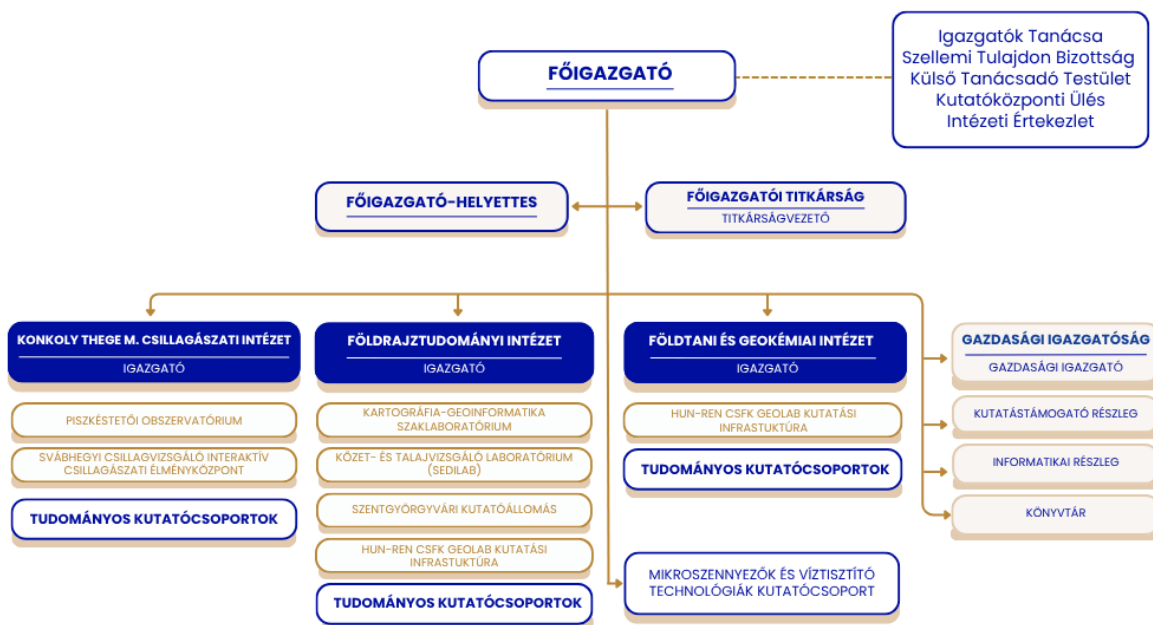 Igazgatók Tanácsa
Szellemi Tulajdon Bizottság
Külső Tanácsadó Testület
Kutatóközponti Ülés
Intézeti Értekezlet
FŐIGAZGATÓ
FŐIGAZGATÓ-HELYETTES
FŐIGAZGATÓI TITKÁRSÁG
TITKÁRSÁGVEZETŐ
KONKOLY THEGE M. CSILLAGÁSZATI INTÉZET
IGAZGATÓ
PISZKÉSTETŐI OBSZERVATÓRIUM
SVÁBHEGYI CSILLAGVIZSGÁLÓ INTERAKTÍV
CSILLAGÁSZATI ÉLMÉNYKÖZPONT
TUDOMÁNYOS KUTATÓCSOPORTOK
FÖLDRAJZTUDOMÁNYI INTÉZET
IGAZGATÓ
KARTOGRÁFIA-GEOINFORMATIKA
SZAKLABORATÓRIUM
KŐZET- ÉS TALAJVIZSGÁLÓ LABORATÓRIUM
(SEDILAB)
SZENTGYÖRGYVÁRI KUTATÓÁLLOMÁS
HUN-REN CSFK GEOLAB KUTATÁSI
INFRASTUKTÚRA
TUDOMÁNYOS KUTATÓCSOPORTOK
FÖLDTANI ÉS GEOKÉMIAI INTÉZET
IGAZGATÓ
HUN-REN CSFK GEOLAB KUTATÁSI
INFRASTUKTÚRA
TUDOMÁNYOS KUTATÓCSOPORTOK
MIKROSZENNYEZŐK ÉS VÍZTISZTÍTÓ
TECHNOLÓGIÁK KUTATÓCSOPORT
GAZDASÁGI IGAZGATÓSÁG
GAZDASÁGI IGAZGATÓ
KUTATÁSTÁMOGATÓ RÉSZLEG
INFORMATIKAI RÉSZLEG
KÖNYVTÁR